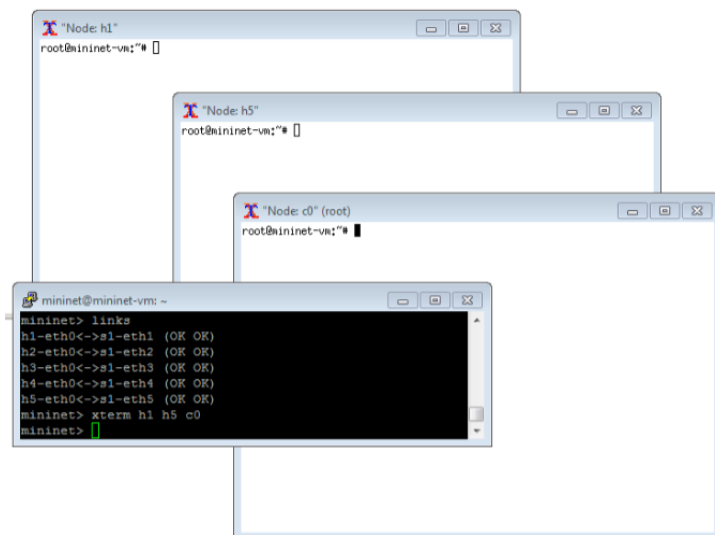 "Node: h1"
root@mininet-vm:~#
"Node: h5"
root@mininet-vm:~#
"Node: c0" (root)
root@mininet-vm:~#
mininet@mininet-vm: ~
mininet> links
h1-eth0<->s1-eth1 (OK OK)
h2-eth0<->s1-eth2 (OK OK)
h3-eth0<->s1-eth3 (OK OK)
h4-eth0<->s1-eth4 (OK OK)
h5-eth0<->s1-eth5 (OK OK)
mininet> xterm h1 h5 c0
mininet>